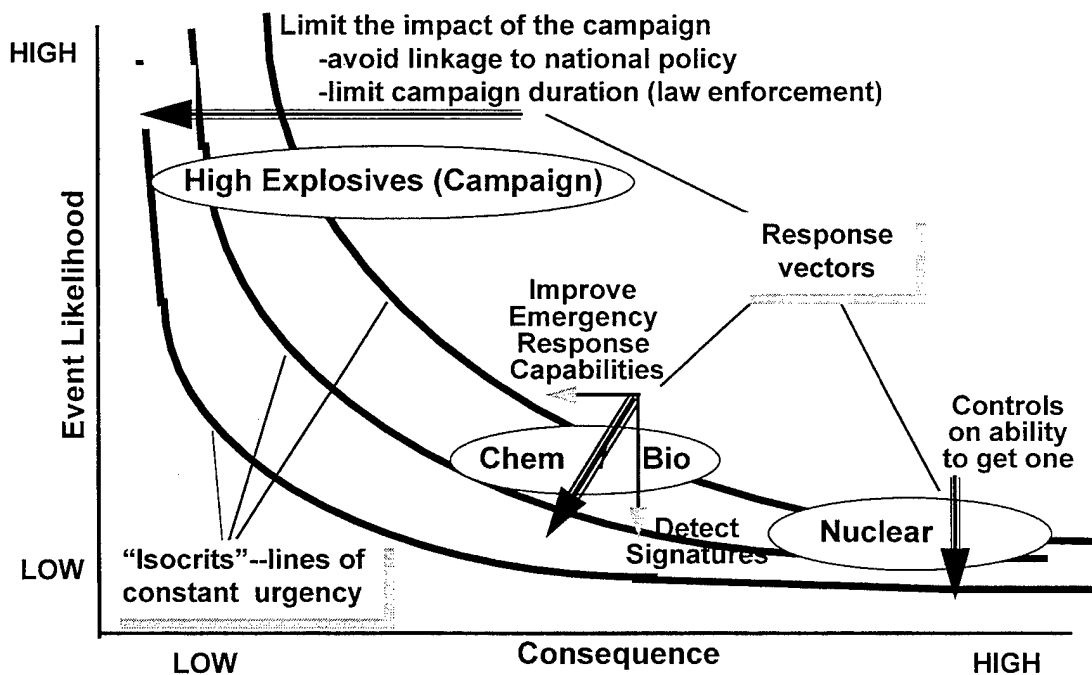 Limit the impact of the campaign
-avoid linkage to national policy
-limit campaign duration (law enforcement)
HIGH
High Explosives (Campaign)
Response
vectors
Improve
Emergency
Response
Capabilities
Event Likelihood
Controls
on ability
to get one
Chem / Bio
Nuclear
Detect
Signatures
"Isocrits"--lines of
constant urgency
LOW
LOW
Consequence
HIGH